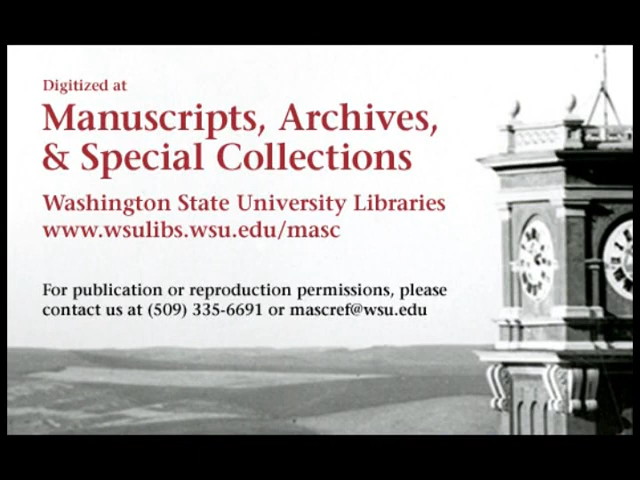 Digitized at
Manuscripts, Archives,
& Special Collections
Washington State University Libraries
www.wsulibs.wsu.edu/masc
For publication or reproduction permissions, please
contact us at (509) 335-6691 or mascref@wsu.edu